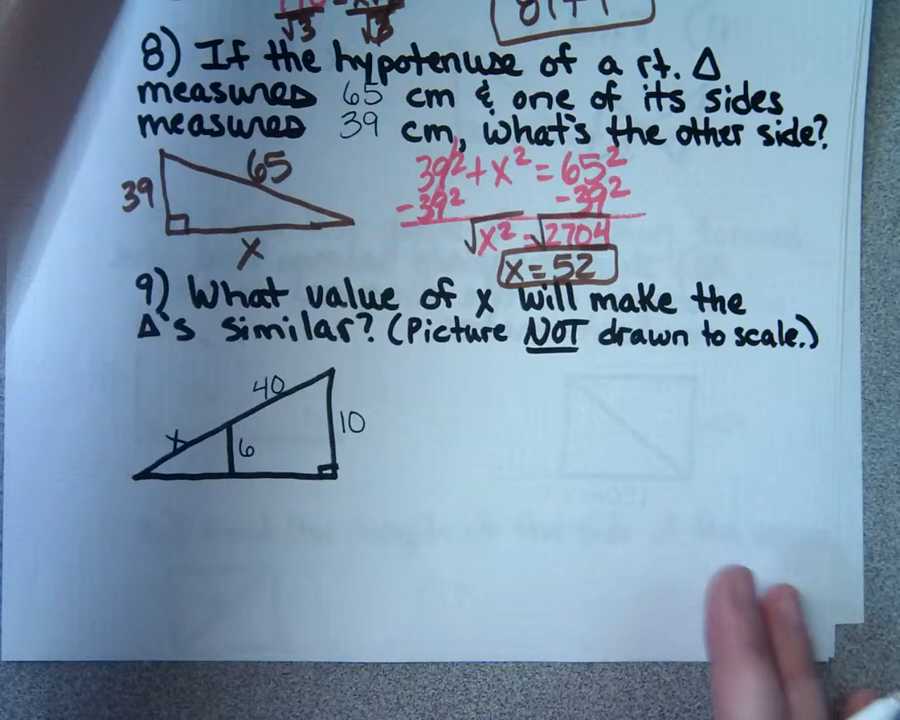 √3 √3
8) If the hypotenuse of a rt. Δ
measures 65 cm & one of its sides
measures 39 cm, what's the other side?
39 65 x
39² + x² = 65²
-39² -39²
√x² = √2704
x = 52
9) What value of x will make the
Δ's similar? (Picture NOT drawn to scale.)
40
x 6 10